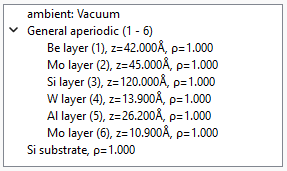 ambient: Vacuum
General aperiodic (1 - 6)
Be layer (1), z=42.000Å, ρ=1.000
Mo layer (2), z=45.000Å, ρ=1.000
Si layer (3), z=120.000Å, ρ=1.000
W layer (4), z=13.900Å, ρ=1.000
Al layer (5), z=26.200Å, ρ=1.000
Mo layer (6), z=10.900Å, ρ=1.000
Si substrate, ρ=1.000